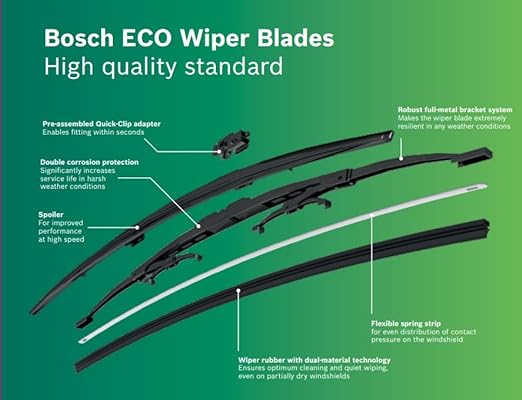 Bosch ECO Wiper Blades
High quality standard
Robust full-metal bracket system
Makes the wiper blade extremely
resilient in any weather conditions
Pre-assembled Quick-Clip adapter
Enables fitting within seconds
Double corrosion protection
Significantly increases
service life in harsh
weather conditions
Spoiler
For improved
performance
at high speed
Flexible spring strip
for even distribution of contact
pressure on the windshield
Wiper rubber with dual-material technology
Ensures optimum cleaning and quiet wiping,
even on partially dry windshields